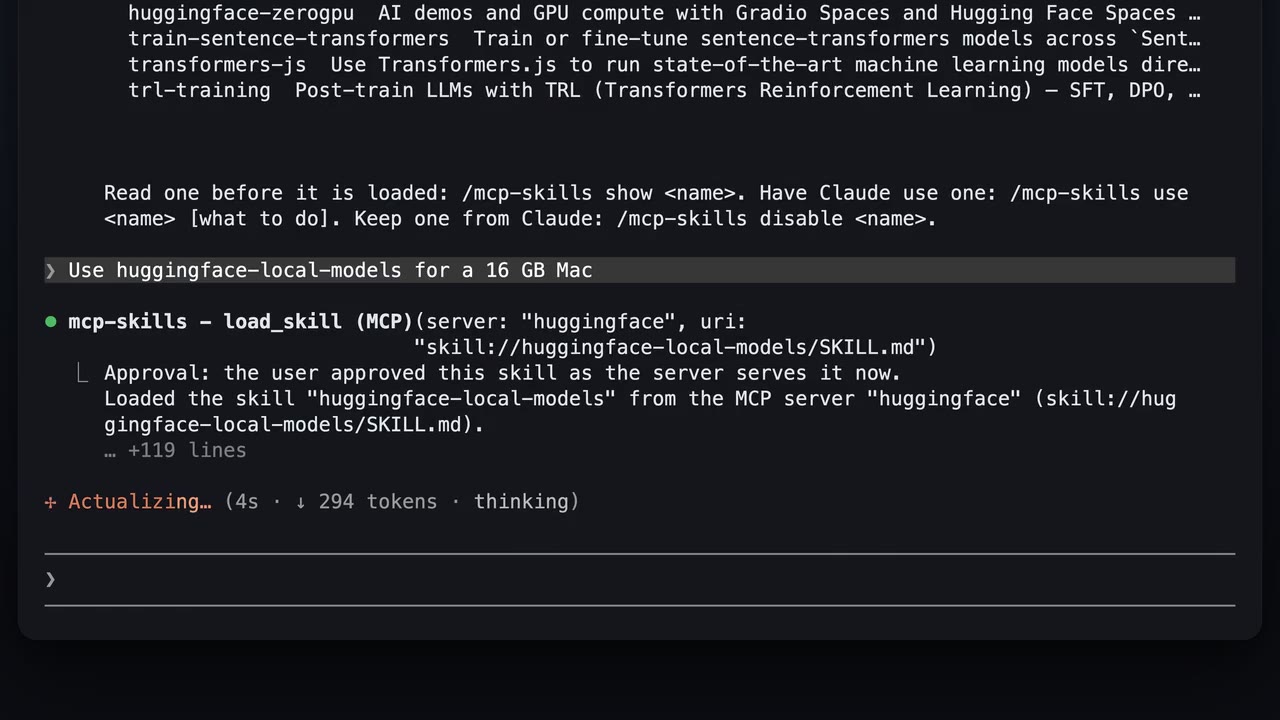 huggingface-zerogpu  AI demos and GPU compute with Gradio Spaces and Hugging Face Spaces …
train-sentence-transformers  Train or fine-tune sentence-transformers models across `Sent…
transformers-js  Use Transformers.js to run state-of-the-art machine learning models dire…
trl-training  Post-train LLMs with TRL (Transformers Reinforcement Learning) — SFT, DPO, …
Read one before it is loaded: /mcp-skills show <name>. Have Claude use one: /mcp-skills use
<name> [what to do]. Keep one from Claude: /mcp-skills disable <name>.
❯ Use huggingface-local-models for a 16 GB Mac
● mcp-skills - load_skill (MCP)(server: "huggingface", uri:
"skill://huggingface-local-models/SKILL.md")
⎿ Approval: the user approved this skill as the server serves it now.
Loaded the skill "huggingface-local-models" from the MCP server "huggingface" (skill://hug
gingface-local-models/SKILL.md).
… +119 lines
✢ Actualizing… (4s · ↓ 294 tokens · thinking)
❯